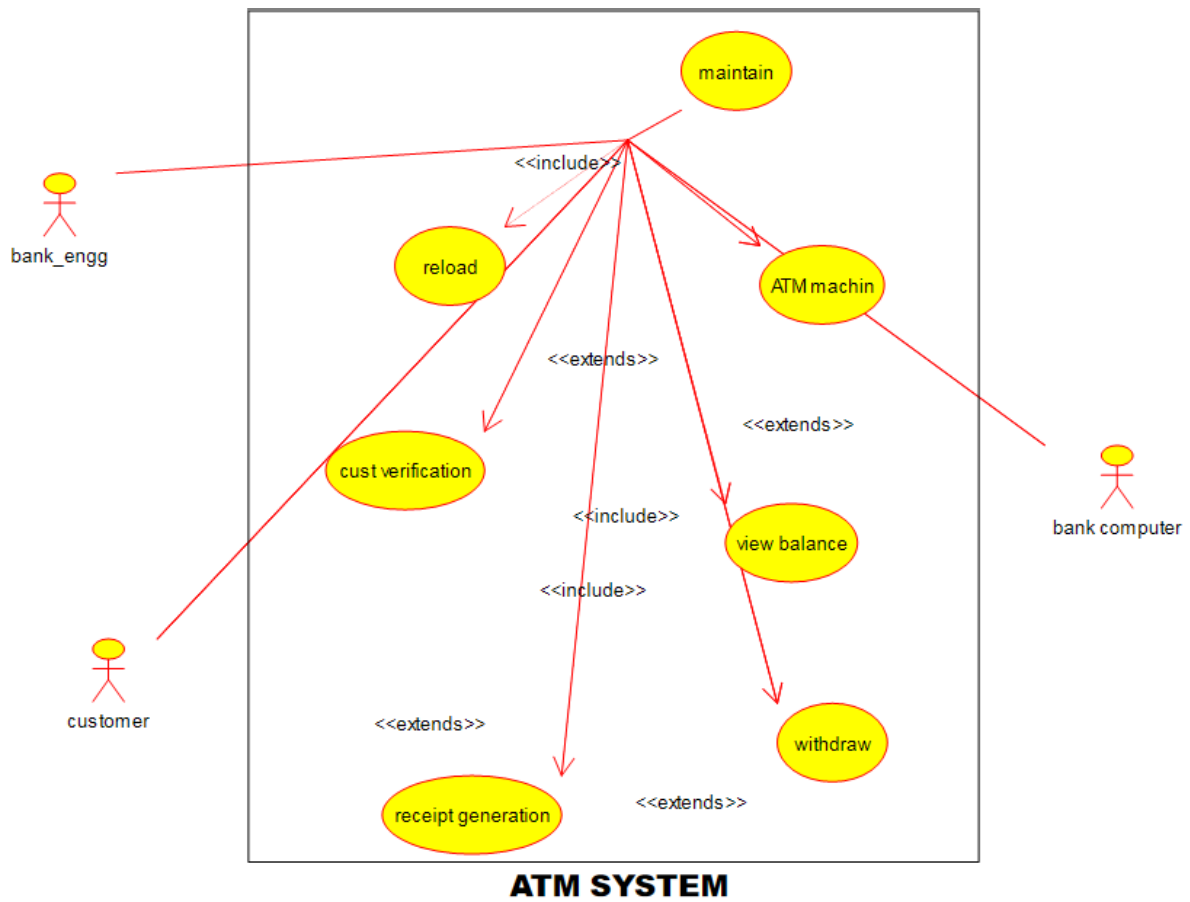 maintain
<<include>>
bank_engg
reload
ATM machin
<<extends>>
<<extends>>
cust verification
<<include>>
view balance
bank computer
<<include>>
customer
<<extends>>
withdraw
<<extends>>
receipt generation
ATM SYSTEM